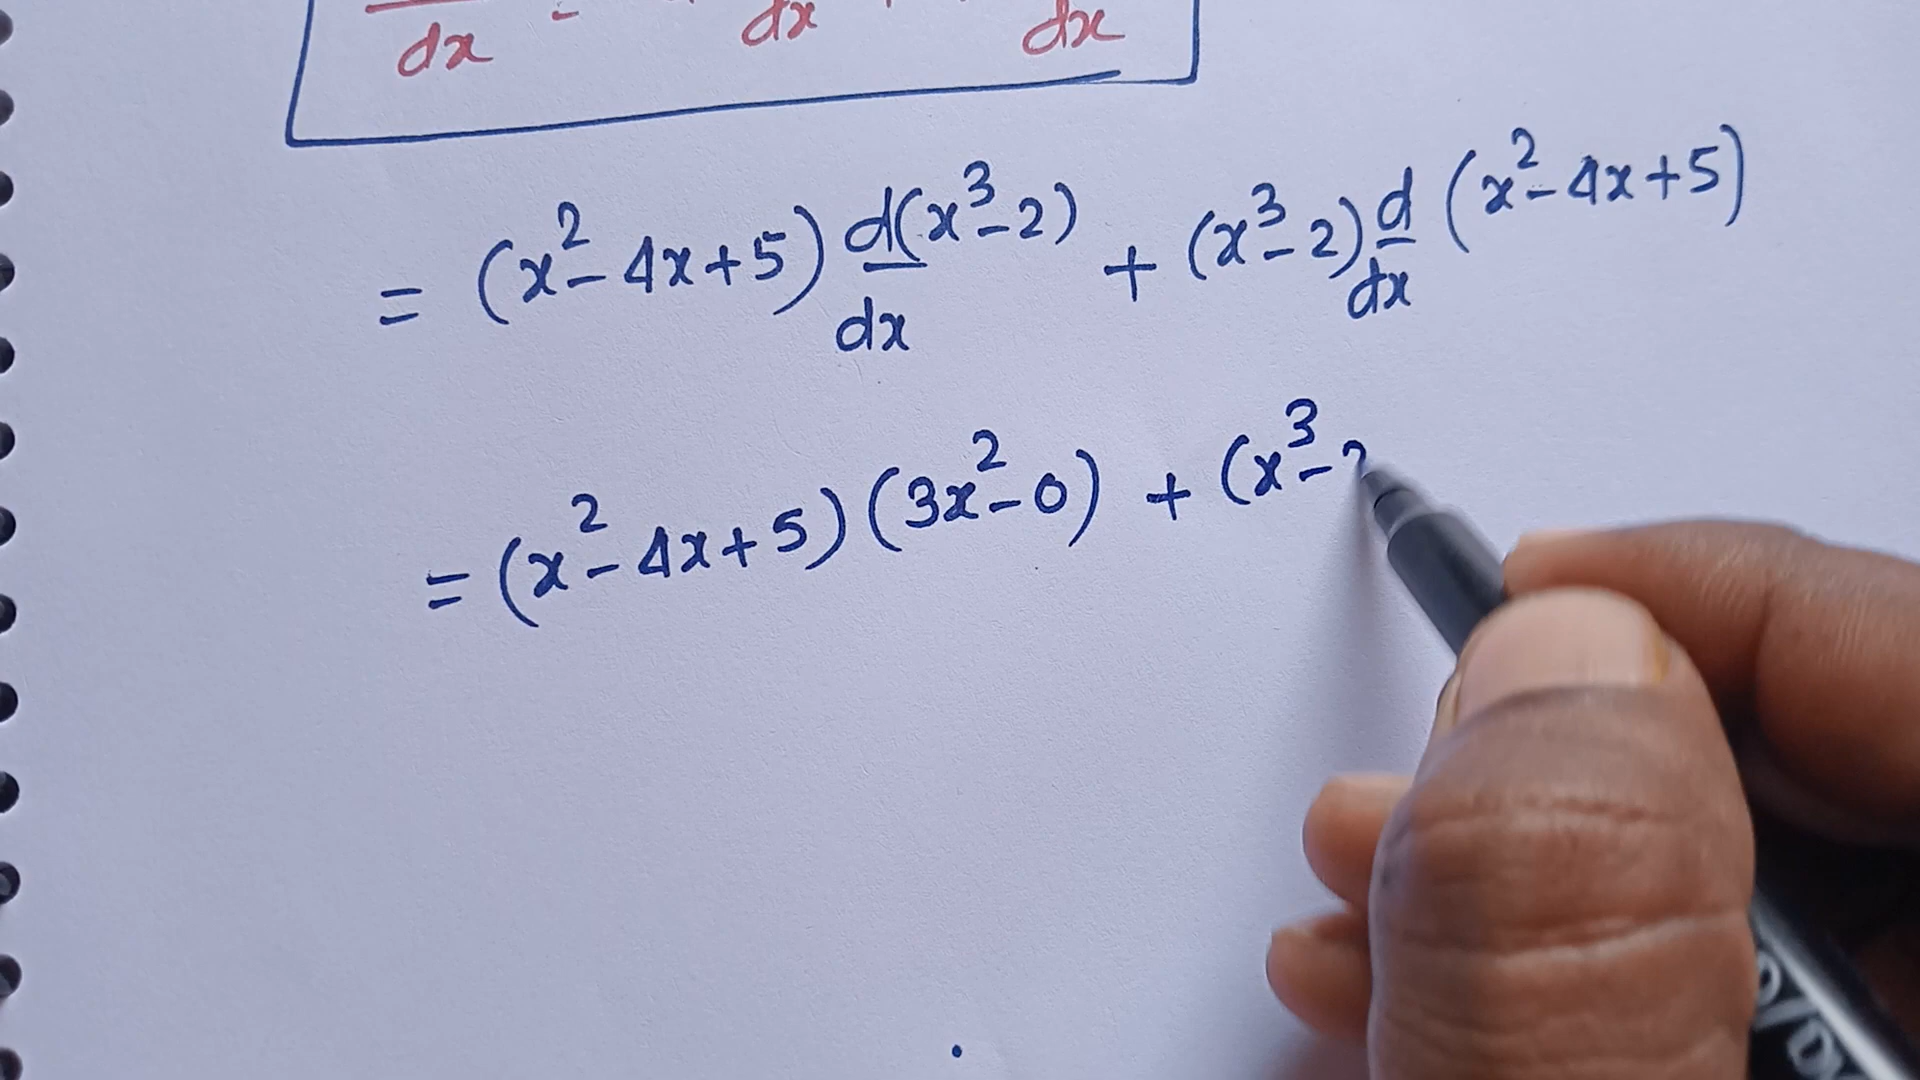 dx = dx dx
= (x²- 4x+5) d(x³-2)/dx + (x³-2) d/dx (x²- 4x+5)
= (x²- 4x+5) (3x²-0) + (x³-2